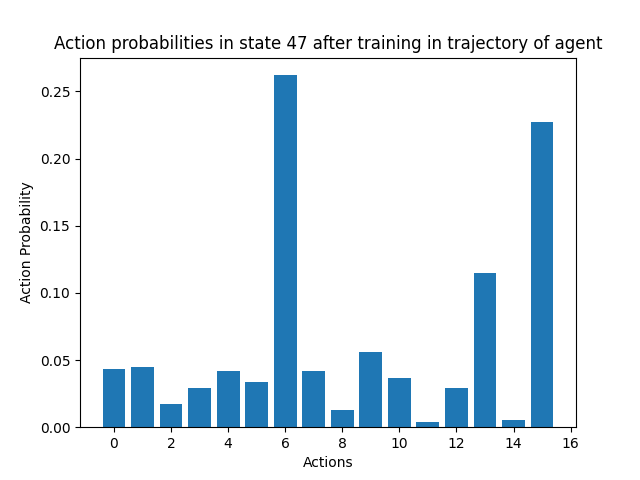 Action probabilities in state 47 after training in trajectory of agent
0.25
0.20
0.15
0.10
0.05
0.00
Action Probability
0 2 4 6 8 10 12 14 16
Actions